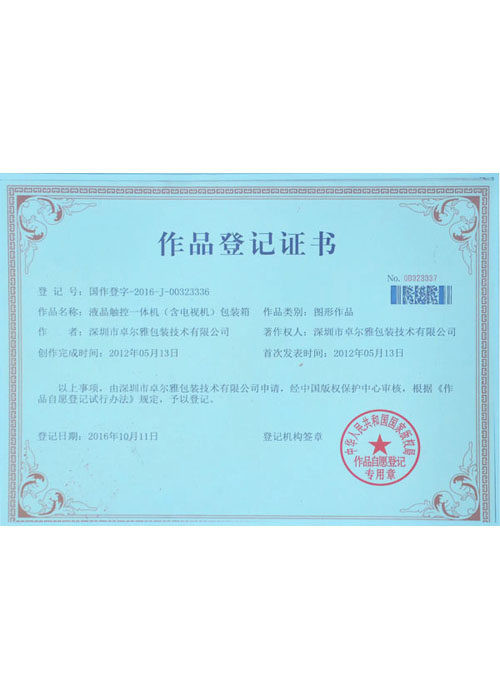 作品登记证书
No. 00323337
登 记 号：国作登字-2016-J-00323336
作品名称：液晶触控一体机（含电视机）包装箱 作品类别：图形作品
作 者：深圳市卓尔雅包装技术有限公司 著作权人：深圳市卓尔雅包装技术有限公司
创作完成时间：2012年05月13日 首次发表时间：2012年05月13日
以上事项，由深圳市卓尔雅包装技术有限公司申请，经中国版权保护中心审核，根据《作
品自愿登记试行办法》规定，予以登记。
登记日期：2016年10月11日 登记机构签章
中华人民共和国国家版权局
作品自愿登记
专用章